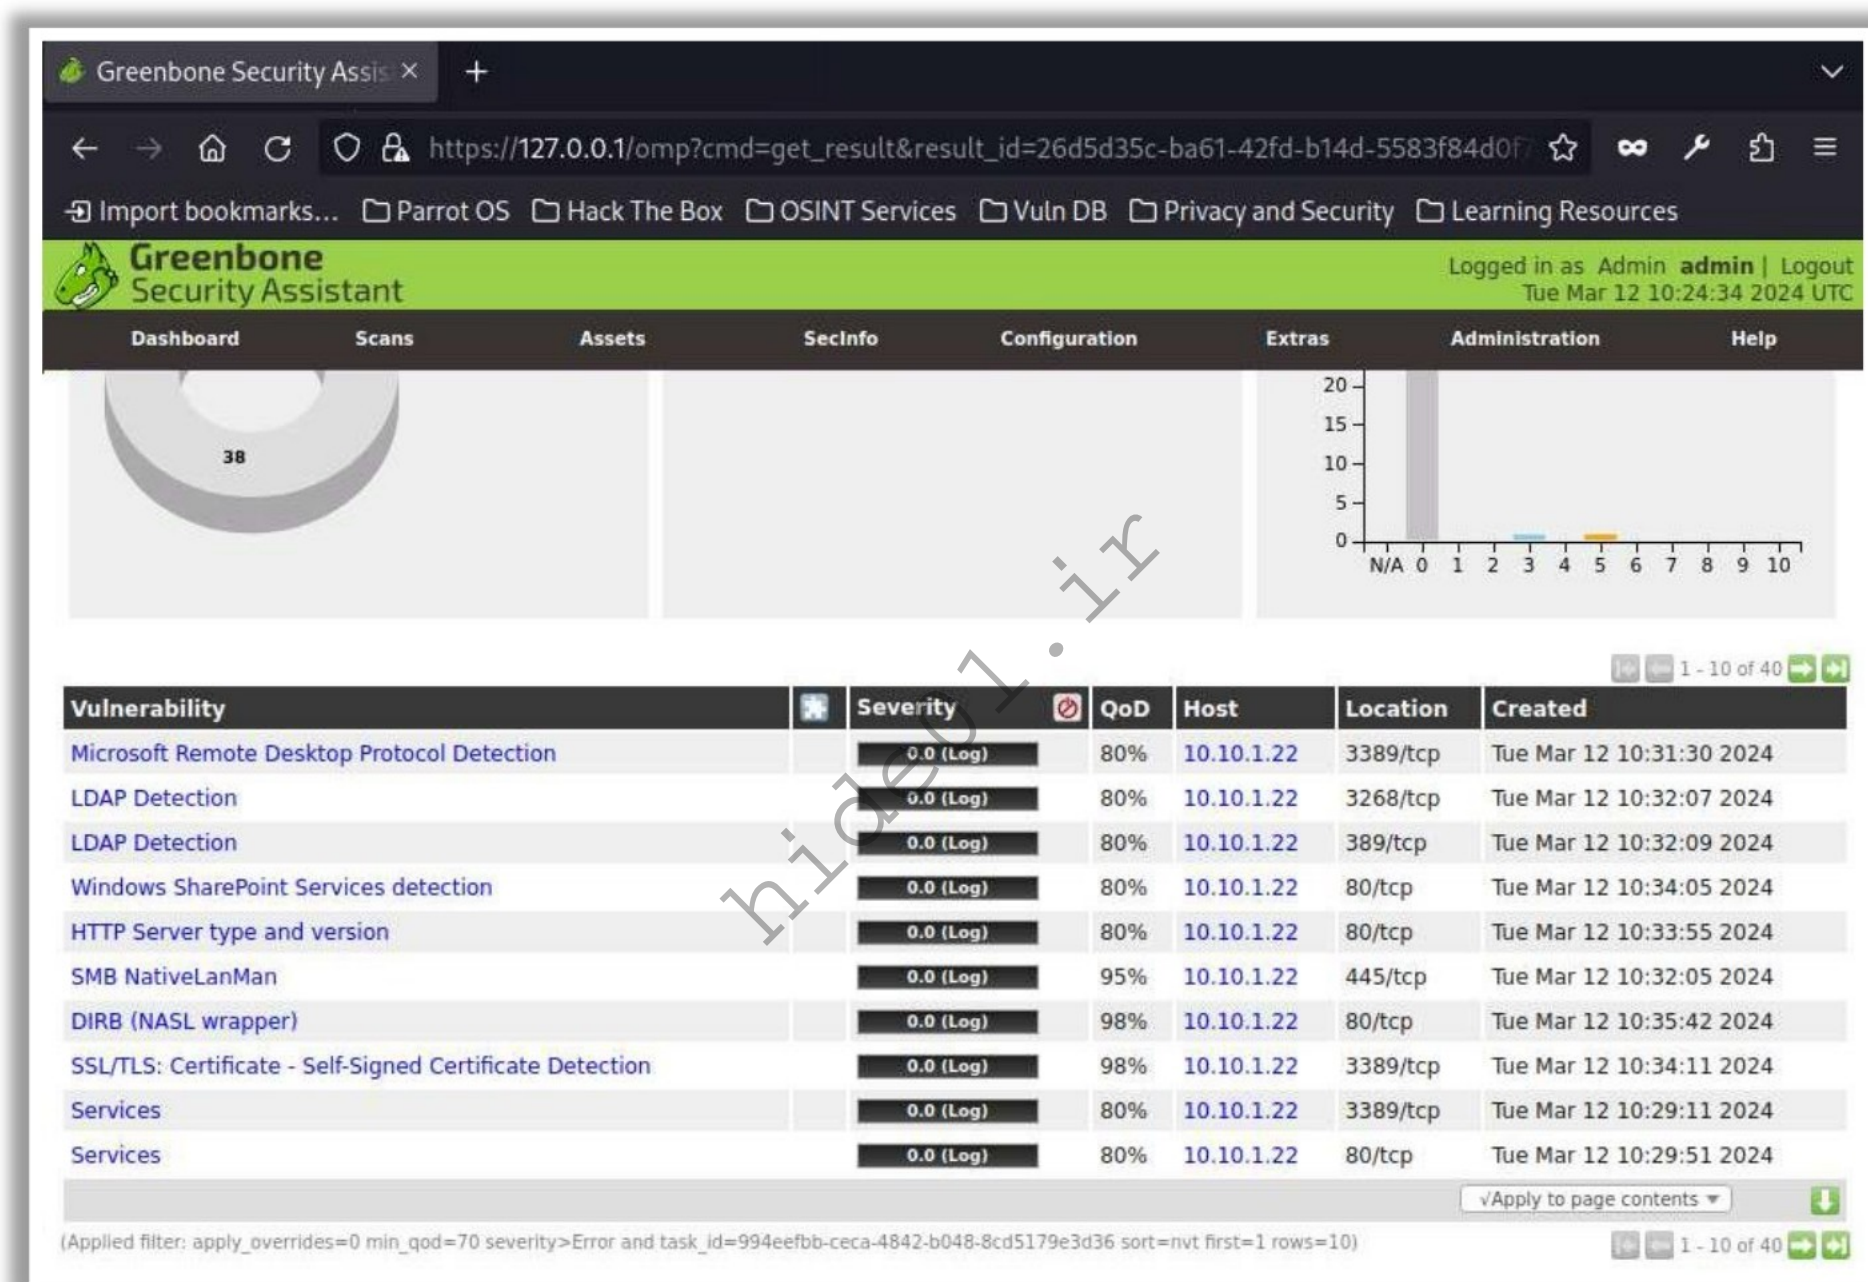 Greenbone Security Assis
https://127.0.0.1/omp?cmd=get_result&result_id=26d5d35c-ba61-42fd-b14d-5583f84d0f7
Import bookmarks... Parrot OS Hack The Box OSINT Services Vuln DB Privacy and Security Learning Resources
Greenbone
Security Assistant
Logged in as Admin admin | Logout
Tue Mar 12 10:24:34 2024 UTC
Dashboard Scans Assets SecInfo Configuration Extras Administration Help
38
20
15
10
5
0
N/A 0 1 2 3 4 5 6 7 8 9 10
1 - 10 of 40
Vulnerability Severity QoD Host Location Created
Microsoft Remote Desktop Protocol Detection 0.0 (Log) 80% 10.10.1.22 3389/tcp Tue Mar 12 10:31:30 2024
LDAP Detection 0.0 (Log) 80% 10.10.1.22 3268/tcp Tue Mar 12 10:32:07 2024
LDAP Detection 0.0 (Log) 80% 10.10.1.22 389/tcp Tue Mar 12 10:32:09 2024
Windows SharePoint Services detection 0.0 (Log) 80% 10.10.1.22 80/tcp Tue Mar 12 10:34:05 2024
HTTP Server type and version 0.0 (Log) 80% 10.10.1.22 80/tcp Tue Mar 12 10:33:55 2024
SMB NativeLanMan 0.0 (Log) 95% 10.10.1.22 445/tcp Tue Mar 12 10:32:05 2024
DIRB (NASL wrapper) 0.0 (Log) 98% 10.10.1.22 80/tcp Tue Mar 12 10:35:42 2024
SSL/TLS: Certificate - Self-Signed Certificate Detection 0.0 (Log) 98% 10.10.1.22 3389/tcp Tue Mar 12 10:34:11 2024
Services 0.0 (Log) 80% 10.10.1.22 3389/tcp Tue Mar 12 10:29:11 2024
Services 0.0 (Log) 80% 10.10.1.22 80/tcp Tue Mar 12 10:29:51 2024
√Apply to page contents
(Applied filter: apply_overrides=0 min_qod=70 severity>Error and task_id=994eefbb-ceca-4842-b048-8cd5179e3d36 sort=nvt first=1 rows=10)
1 - 10 of 40
hide01.ir